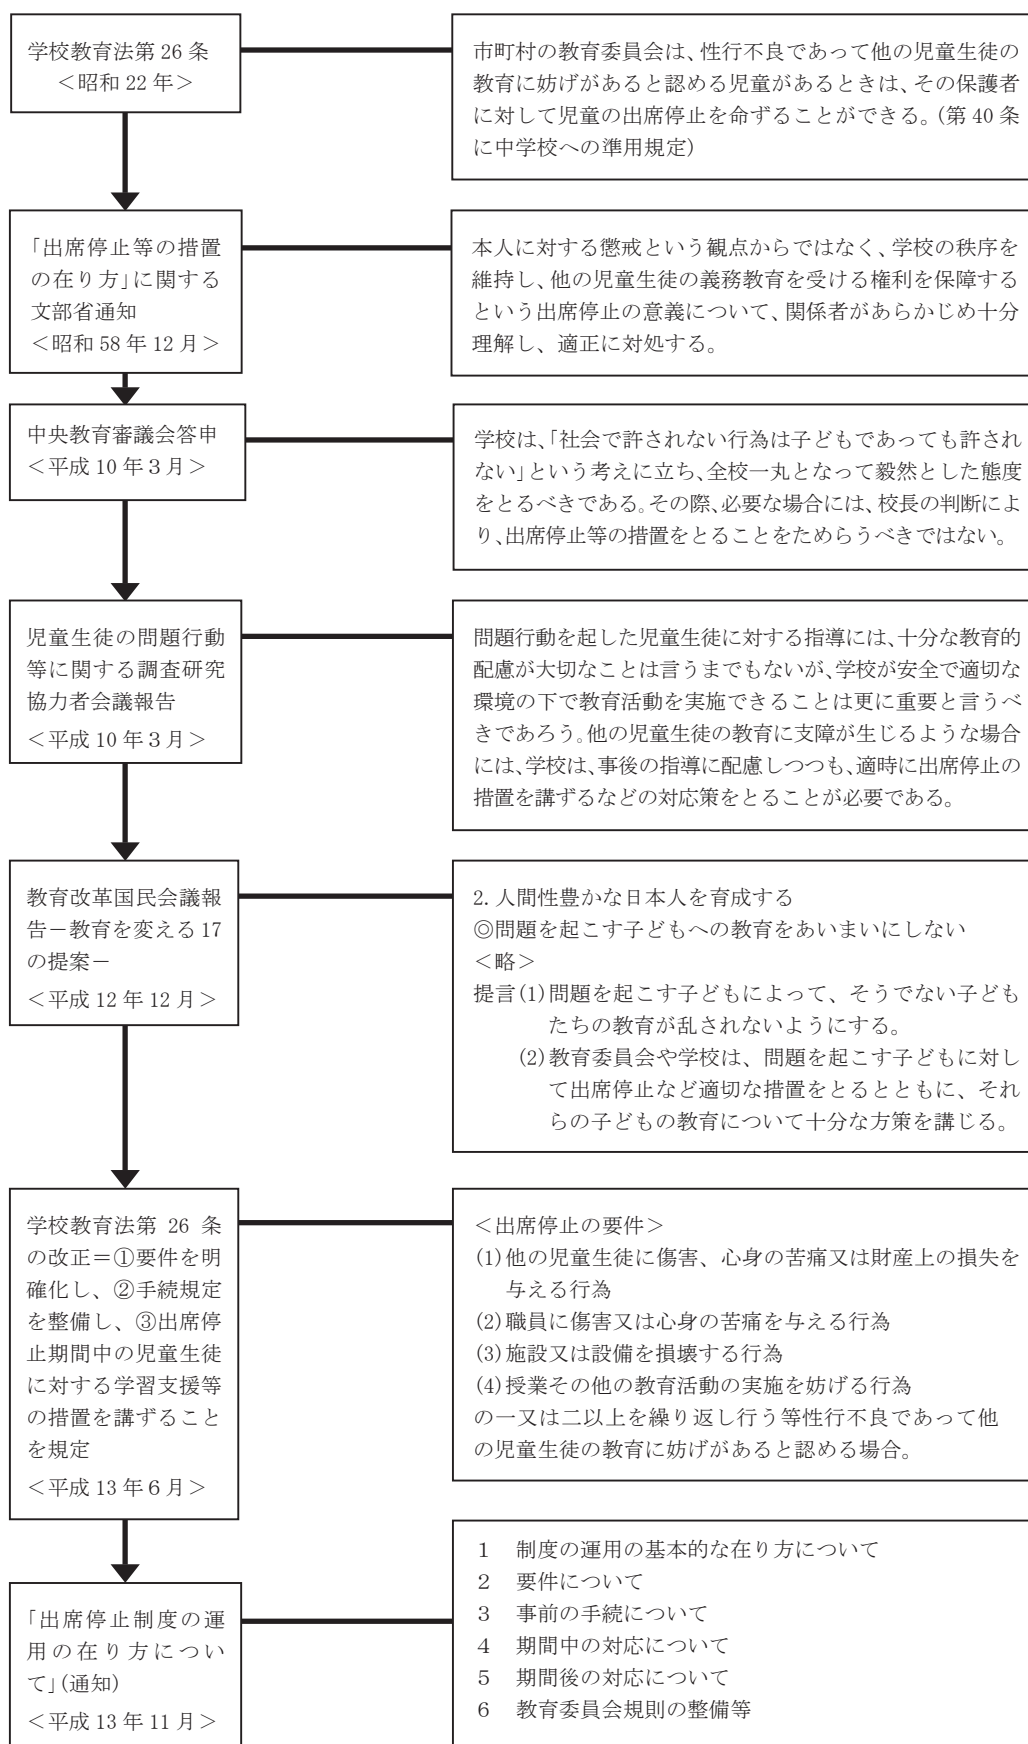 学校教育法第 26 条
＜昭和 22 年＞
市町村の教育委員会は、性行不良であって他の児童生徒の
教育に妨げがあると認める児童があるときは、その保護者
に対して児童の出席停止を命ずることができる。(第 40 条
に中学校への準用規定)
「出席停止等の措置
の在り方」に関する
文部省通知
＜昭和 58 年 12 月＞
本人に対する懲戒という観点からではなく、学校の秩序を
維持し、他の児童生徒の義務教育を受ける権利を保障する
という出席停止の意義について、関係者があらかじめ十分
理解し、適正に対処する。
中央教育審議会答申
＜平成 10 年３月＞
学校は、「社会で許されない行為は子どもであっても許され
ない」という考えに立ち、全校一丸となって毅然とした態度
をとるべきである。その際、必要な場合には、校長の判断によ
り、出席停止等の措置をとることをためらうべきではない。
児童生徒の問題行動
等に関する調査研究
協力者会議報告
＜平成 10 年３月＞
問題行動を起した児童生徒に対する指導には、十分な教育的
配慮が大切なことは言うまでもないが、学校が安全で適切な
環境の下で教育活動を実施できることは更に重要と言うべ
きであろう。他の児童生徒の教育に支障が生じるような場合
には、学校は、事後の指導に配慮しつつも、適時に出席停止の
措置を講ずるなどの対応策をとることが必要である。
教育改革国民会議報
告－教育を変える 17
の提案－
＜平成 12 年 12 月＞
2. 人間性豊かな日本人を育成する
◎問題を起こす子どもへの教育をあいまいにしない
＜略＞
提言(1)問題を起こす子どもによって、そうでない子ども
たちの教育が乱されないようにする。
(2)教育委員会や学校は、問題を起こす子どもに対し
て出席停止など適切な措置をとるとともに、それ
らの子どもの教育について十分な方策を講じる。
学校教育法第 26 条
の改正＝①要件を明
確化し、②手続規定
を整備し、③出席停
止期間中の児童生徒
に対する学習支援等
の措置を講ずること
を規定
＜平成 13 年６月＞
＜出席停止の要件＞
(1)他の児童生徒に傷害、心身の苦痛又は財産上の損失を
与える行為
(2)職員に傷害又は心身の苦痛を与える行為
(3)施設又は設備を損壊する行為
(4)授業その他の教育活動の実施を妨げる行為
の一又は二以上を繰り返し行う等性行不良であって他
の児童生徒の教育に妨げがあると認める場合。
「出席停止制度の運
用の在り方につい
て」(通知)
＜平成 13 年 11 月＞
1 制度の運用の基本的な在り方について
2 要件について
3 事前の手続について
4 期間中の対応について
5 期間後の対応について
6 教育委員会規則の整備等